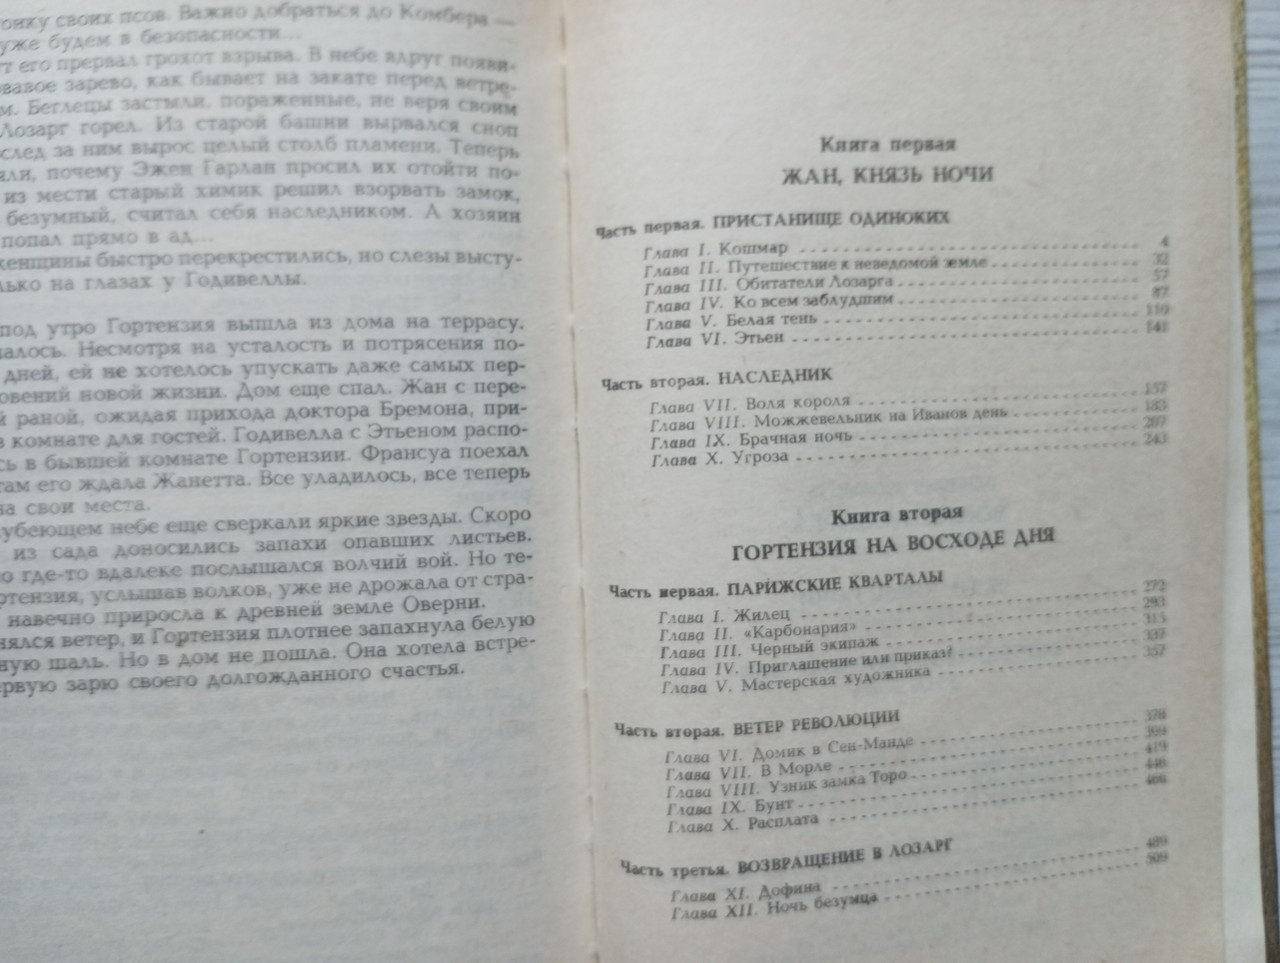 гонку своих псов. Важно добраться до Комбера —
уже будем в безопасности...
ут его прервал грохот взрыва. В небе вдруг появи-
вавое зарево, как бывает на закате перед ветре-
м. Беглецы застыли, пораженные, не веря своим
Лозарг горел. Из старой башни вырвался сноп
след за ним вырос целый столб пламени. Теперь
яли, почему Эжен Гарлан просил их отойти по-
из мести старый химик решил взорвать замок,
безумный, считал себя наследником. А хозяин
попал прямо в ад...
женщины быстро перекрестились, но слезы высту-
лько на глазах у Годивеллы.
под утро Гортензия вышла из дома на террасу.
алось. Несмотря на усталость и потрясения по-
дней, ей не хотелось упускать даже самых пер-
новений новой жизни. Дом еще спал. Жан с пере-
й раной, ожидая прихода доктора Бремона, при-
в комнате для гостей. Годивелла с Этьеном распо-
сь в бывшей комнате Гортензии. Франсуа поехал
там его ждала Жанетта. Все уладилось, все теперь
на свои места.
лубеющем небе еще сверкали яркие звезды. Скоро
из сада доносились запахи опавших листьев.
о где-то вдалеке послышался волчий вой. Но те-
ртензия, услышав волков, уже не дрожала от стра-
навечно приросла к древней земле Оверни.
нялся ветер, и Гортензия плотнее запахнула белую
ную шаль. Но в дом не пошла. Она хотела встре-
ервую зарю своего долгожданного счастья.
Книга первая
ЖАН, КНЯЗЬ НОЧИ
Часть первая. ПРИСТАНИЩЕ ОДИНОКИХ
Глава I. Кошмар 4
Глава II. Путешествие к неведомой земле 32
Глава III. Обитатели Лозарга 57
Глава IV. Ко всем заблудшим 87
Глава V. Белая тень 110
Глава VI. Этьен 141
Часть вторая. НАСЛЕДНИК
Глава VII. Воля короля 157
Глава VIII. Можжевельник на Иванов день 183
Глава IX. Брачная ночь 207
Глава X. Угроза 243
Книга вторая
ГОРТЕНЗИЯ НА ВОСХОДЕ ДНЯ
Часть первая. ПАРИЖСКИЕ КВАРТАЛЫ
Глава I. Жилец 272
Глава II. «Карбонария» 293
Глава III. Черный экипаж 315
Глава IV. Приглашение или приказ? 337
Глава V. Мастерская художника 357
Часть вторая. ВЕТЕР РЕВОЛЮЦИИ
Глава VI. Домик в Сен-Манде 378
Глава VII. В Морле 399
Глава VIII. Узник замка Торо 419
Глава IX. Бунт 446
Глава X. Расплата 466
Часть третья. ВОЗВРАЩЕНИЕ В ЛОЗАРГ
Глава XI. Дофина 489
Глава XII. Ночь безумца 509